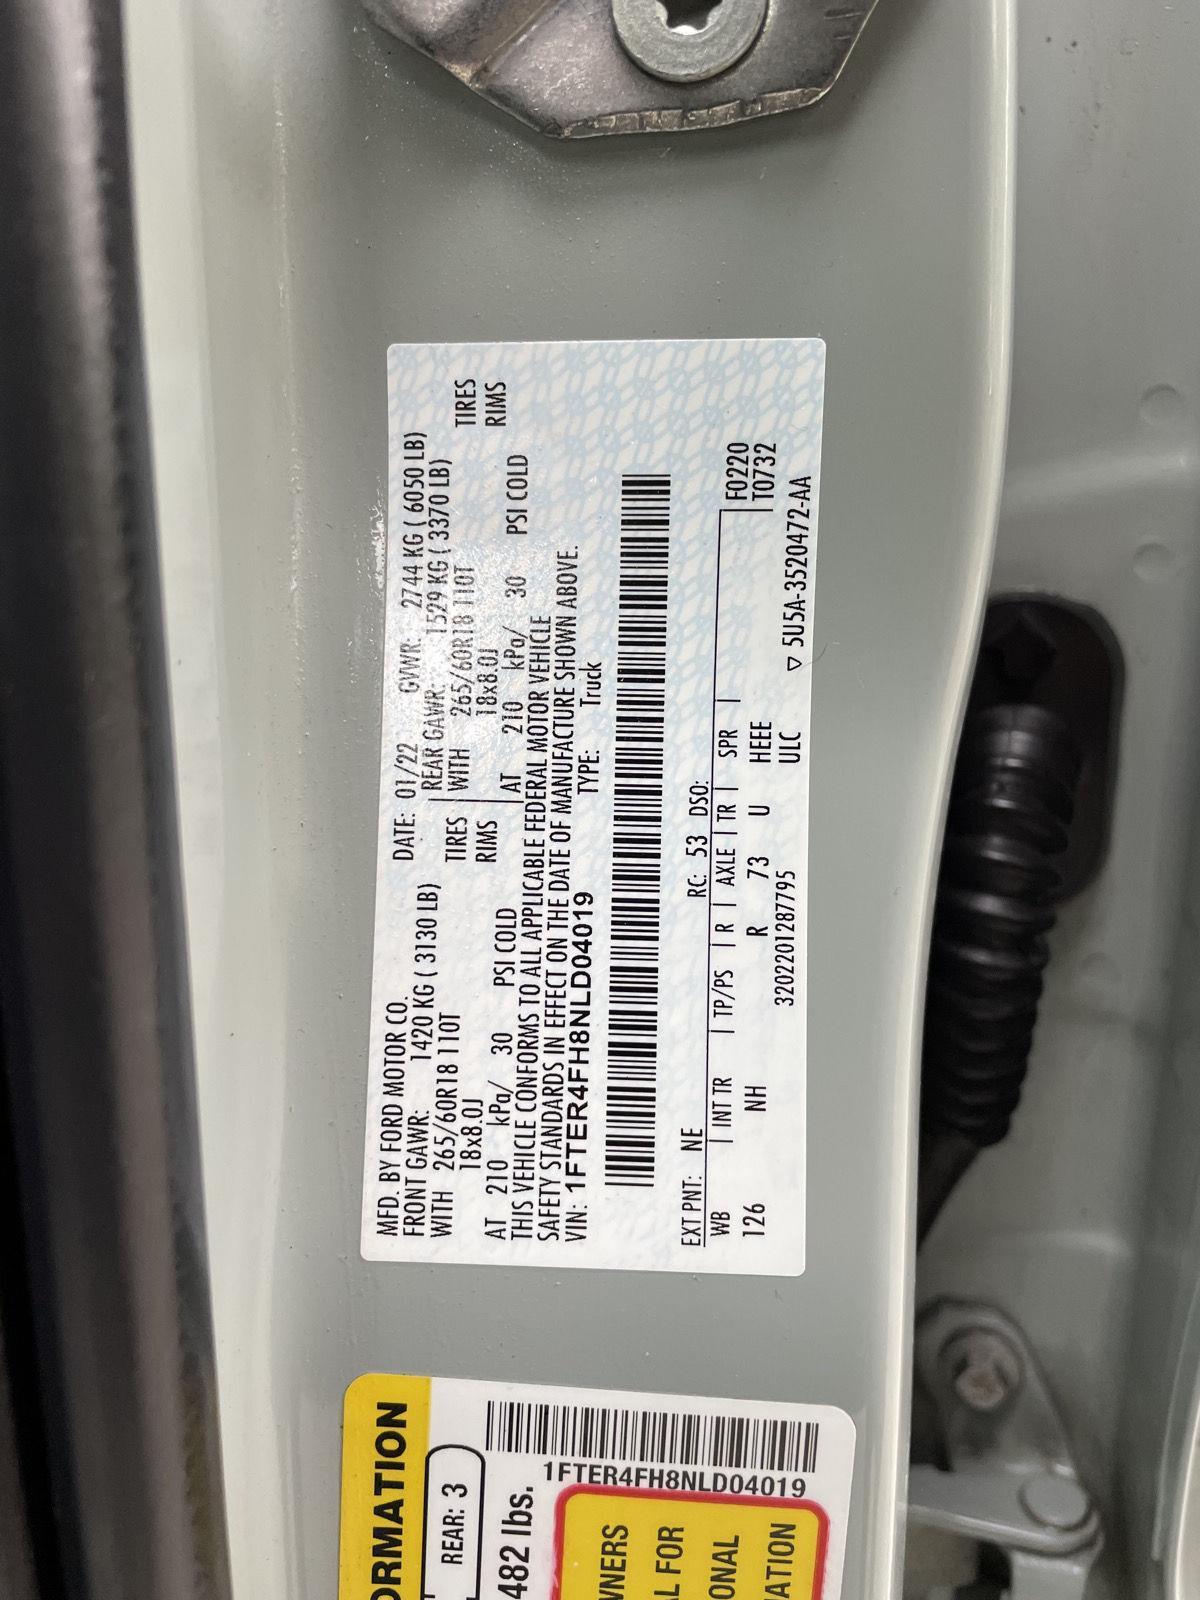 MFD. BY FORD MOTOR CO. DATE: 01/22 GVWR: 2744 KG ( 6050 LB)
FRONT GAWR: 1420 KG ( 3130 LB) REAR GAWR: 1529 KG ( 3370 LB)
WITH 265/60R18 110T TIRES WITH 265/60R18 110T TIRES
18x8.0J RIMS 18x8.0J RIMS
AT 210 kPa/ 30 PSI COLD AT 210 kPa/ 30 PSI COLD
THIS VEHICLE CONFORMS TO ALL APPLICABLE FEDERAL MOTOR VEHICLE
SAFETY STANDARDS IN EFFECT ON THE DATE OF MANUFACTURE SHOWN ABOVE.
VIN: 1FTER4FH8NLD04019 TYPE: Truck
EXT PNT: NE RC: 53 DSO:
WB INT TR TP/PS R AXLE TR SPR F0220
126 NH R 73 U HEEE T0732
3202201287795 ULC ▽ 5U5A-3520472-AA
ORMATION
REAR: 3
482 lbs.
1FTER4FH8NLD04019
WNERS
AL FOR
ONAL
MATION